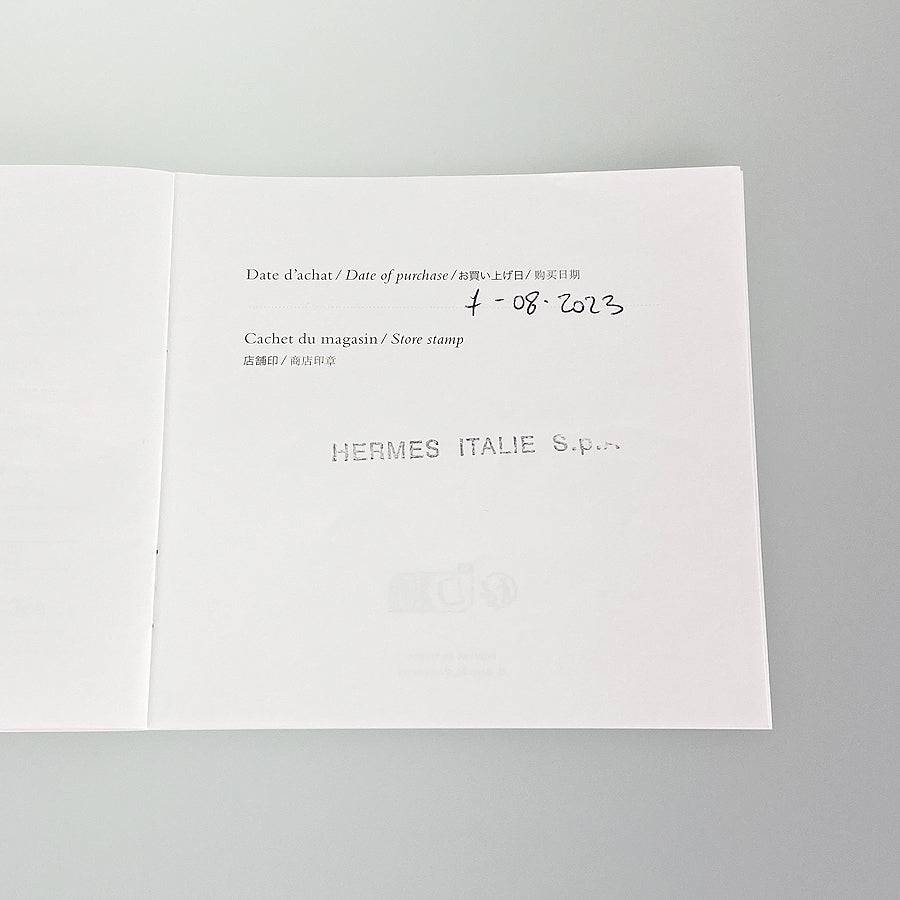 Date d'achat / Date of purchase / お買い上げ日 / 购买日期
7 - 08 · 2023
Cachet du magasin / Store stamp
店舗印 / 商店印章
HERMES ITALIE S.p.A.